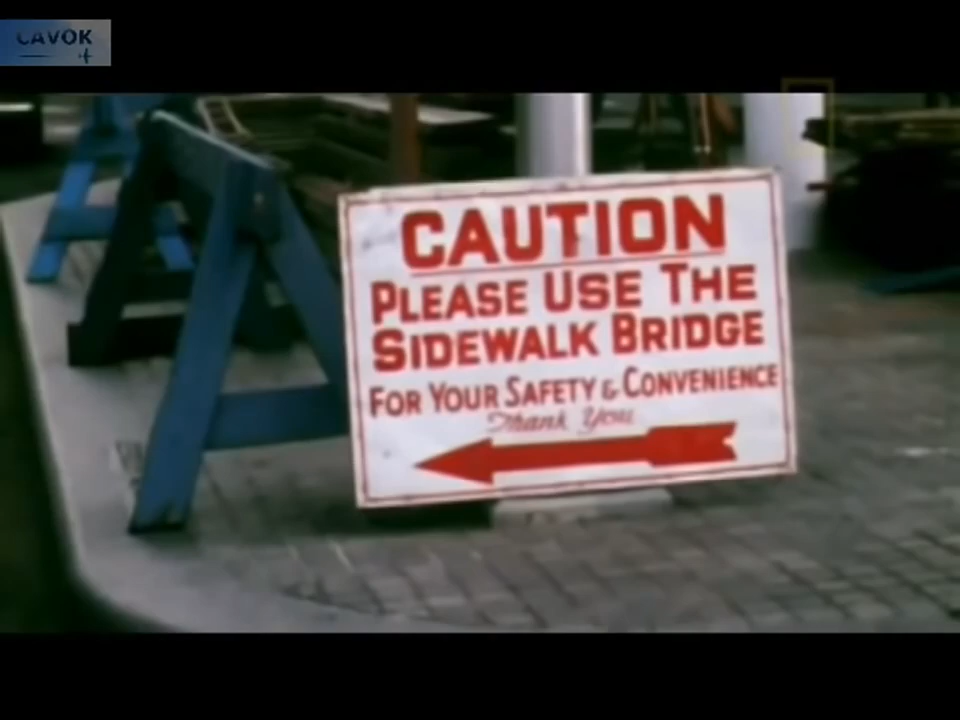 CAVOK
CAUTION
PLEASE USE THE
SIDEWALK BRIDGE
FOR YOUR SAFETY & CONVENIENCE
Thank You